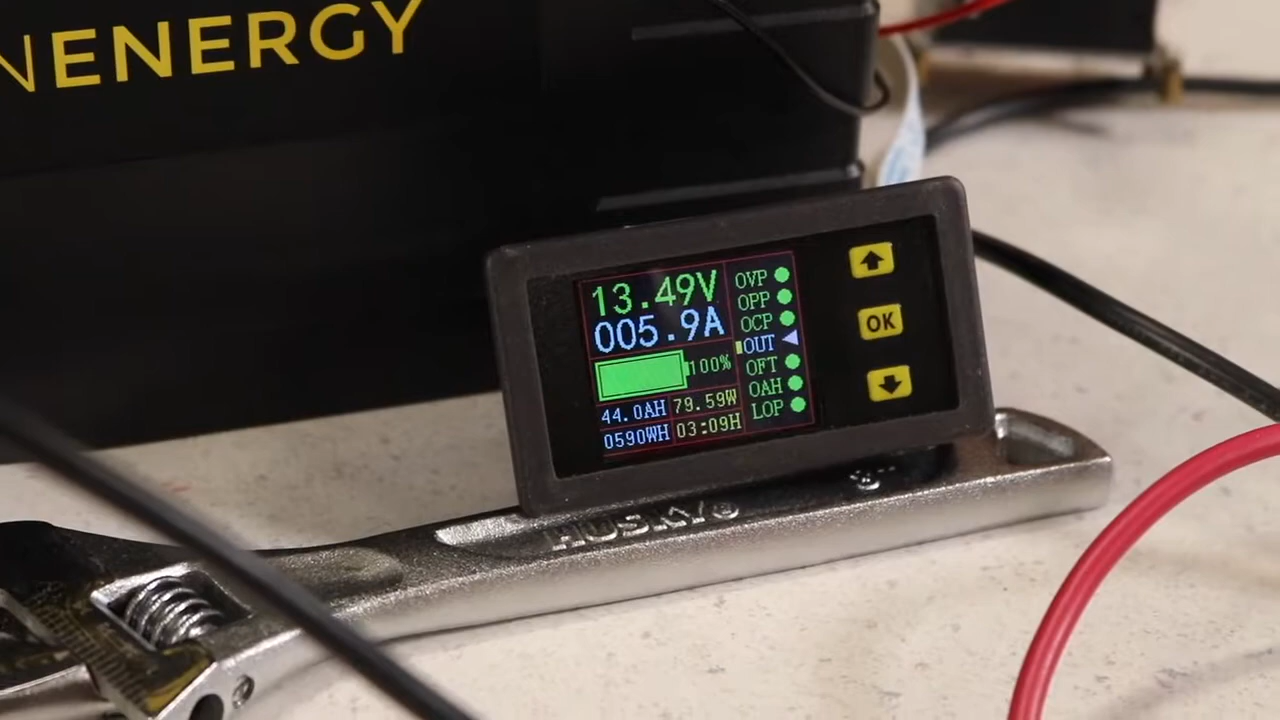 NENERGY
13.49V
005.9A
100%
44.0AH 79.59W
0590WH 03:09H
OVP
OPP
OCP
OUT
OFT
OAH
LOP
OK
HUSKY®